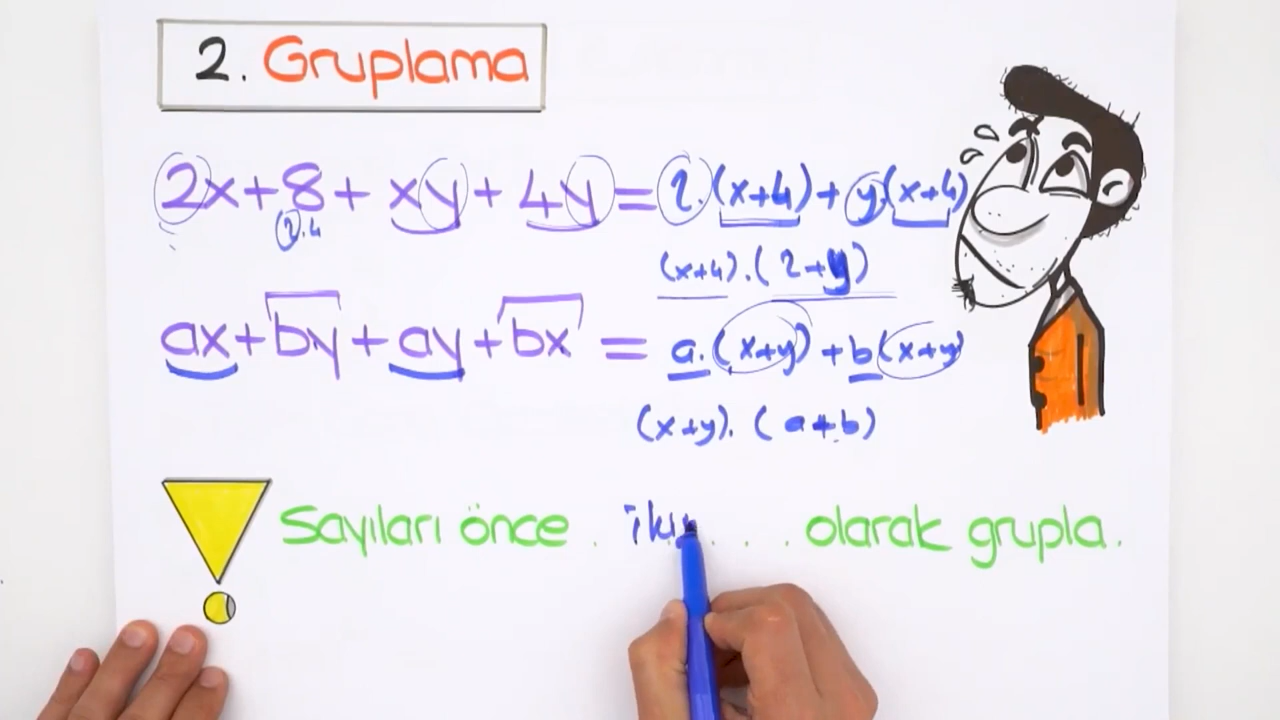 2. Gruplama
2x+8+xy+4y=2.(x+4)+y.(x+4)
2.4
(x+4).(2+y)
ax+by+ay+bx = a.(x+y)+b(x+y)
(x+y).(a+b)
Sayıları önce . . . . olarak grupla.